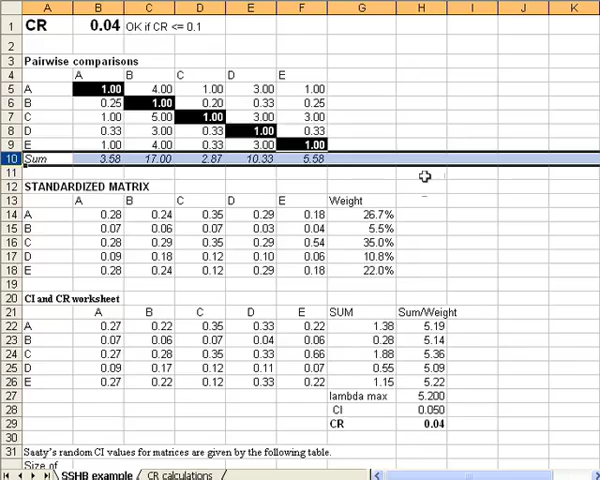 A B C D E F G H I J K
1 CR 0.04 OK if CR <= 0.1
2
3 Pairwise comparisons
4 A B C D E
5 A 1.00 4.00 1.00 3.00 1.00
6 B 0.25 1.00 0.20 0.33 0.25
7 C 1.00 5.00 1.00 3.00 3.00
8 D 0.33 3.00 0.33 1.00 0.33
9 E 1.00 4.00 0.33 3.00 1.00
10 Sum 3.58 17.00 2.87 10.33 5.58
11
12 STANDARDIZED MATRIX
13 A B C D E Weight
14 A 0.28 0.24 0.35 0.29 0.18 26.7%
15 B 0.07 0.06 0.07 0.03 0.04 5.5%
16 C 0.28 0.29 0.35 0.29 0.54 35.0%
17 D 0.09 0.18 0.12 0.10 0.06 10.8%
18 E 0.28 0.24 0.12 0.29 0.18 22.0%
19
20 CI and CR worksheet
21 A B C D E SUM Sum/Weight
22 A 0.27 0.22 0.35 0.33 0.22 1.38 5.19
23 B 0.07 0.06 0.07 0.04 0.06 0.28 5.14
24 C 0.27 0.28 0.35 0.33 0.66 1.88 5.36
25 D 0.09 0.17 0.12 0.11 0.07 0.55 5.09
26 E 0.27 0.22 0.12 0.33 0.22 1.15 5.22
27 lambda max 5.200
28 CI 0.050
29 CR 0.04
30
31 Saaty's random CI values for matrices are given by the following table.
Size of
SSHB example CR calculations